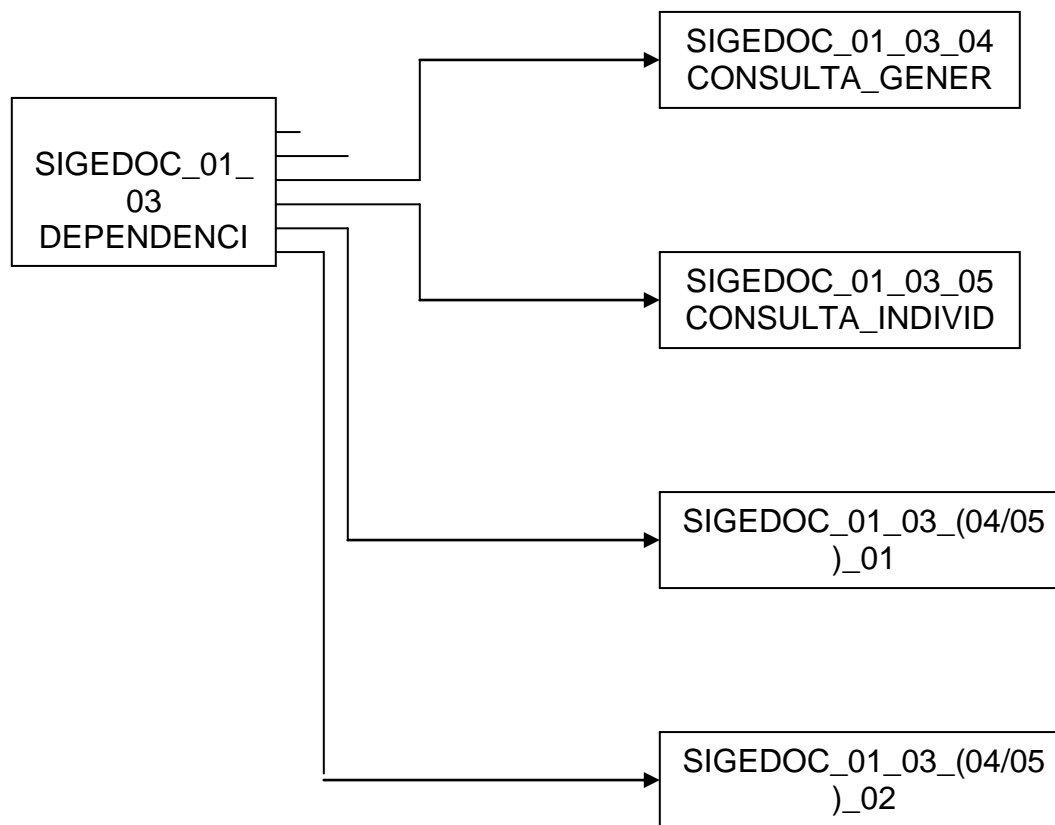 SIGEDOC_01_03_04
CONSULTA_GENER
SIGEDOC_01_
03
DEPENDENCI
SIGEDOC_01_03_05
CONSULTA_INDIVID
SIGEDOC_01_03_(04/05
)_01
SIGEDOC_01_03_(04/05
)_02